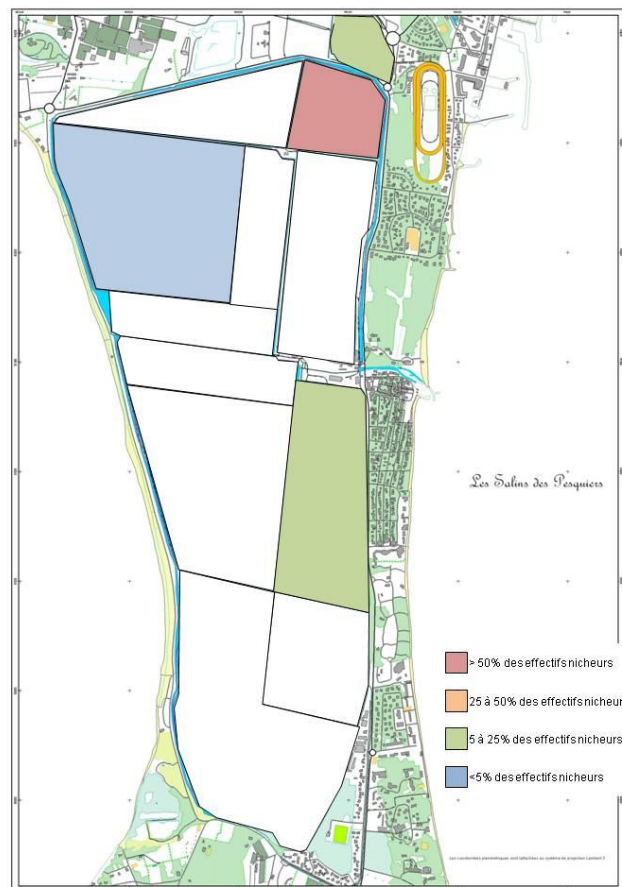 Les Salins des Pesquiers
> 50% des effectifs nicheurs
25 à 50% des effectifs nicheur
5 à 25% des effectifs nicheurs
<5% des effectifs nicheurs